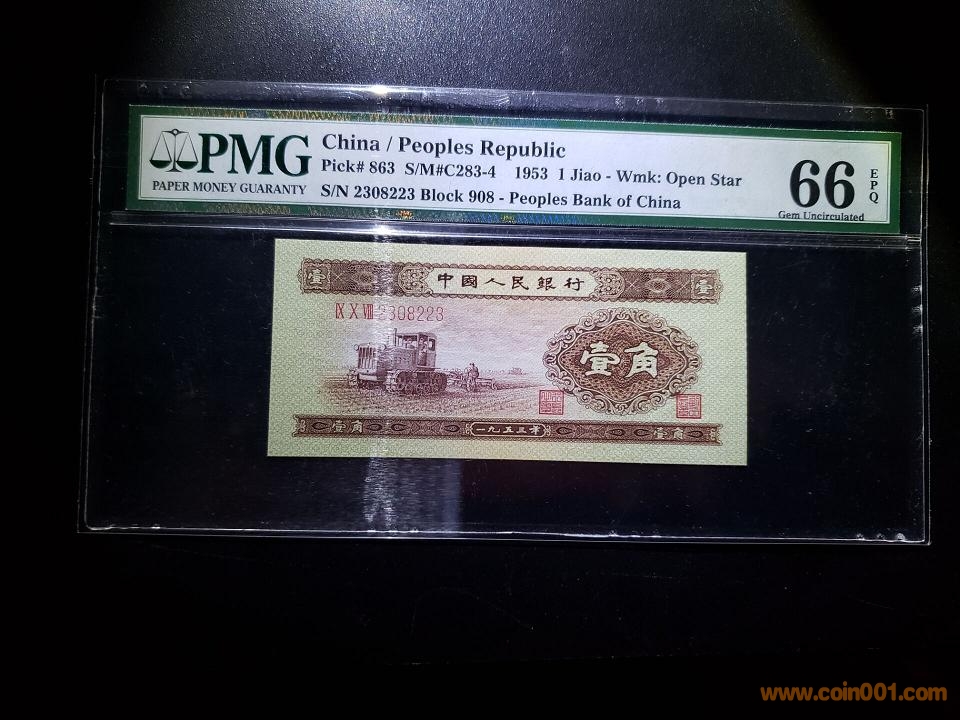 PMG
PAPER MONEY GUARANTY
China / Peoples Republic
Pick# 863 S/M#C283-4 1953 1 Jiao - Wmk: Open Star
S/N 2308223 Block 908 - Peoples Bank of China
66
EPQ
Gem Uncirculated
壹 中國人民銀行 壹
IX X VIII 2308223
壹角
壹角 一九五三年 壹角
www.coin001.com